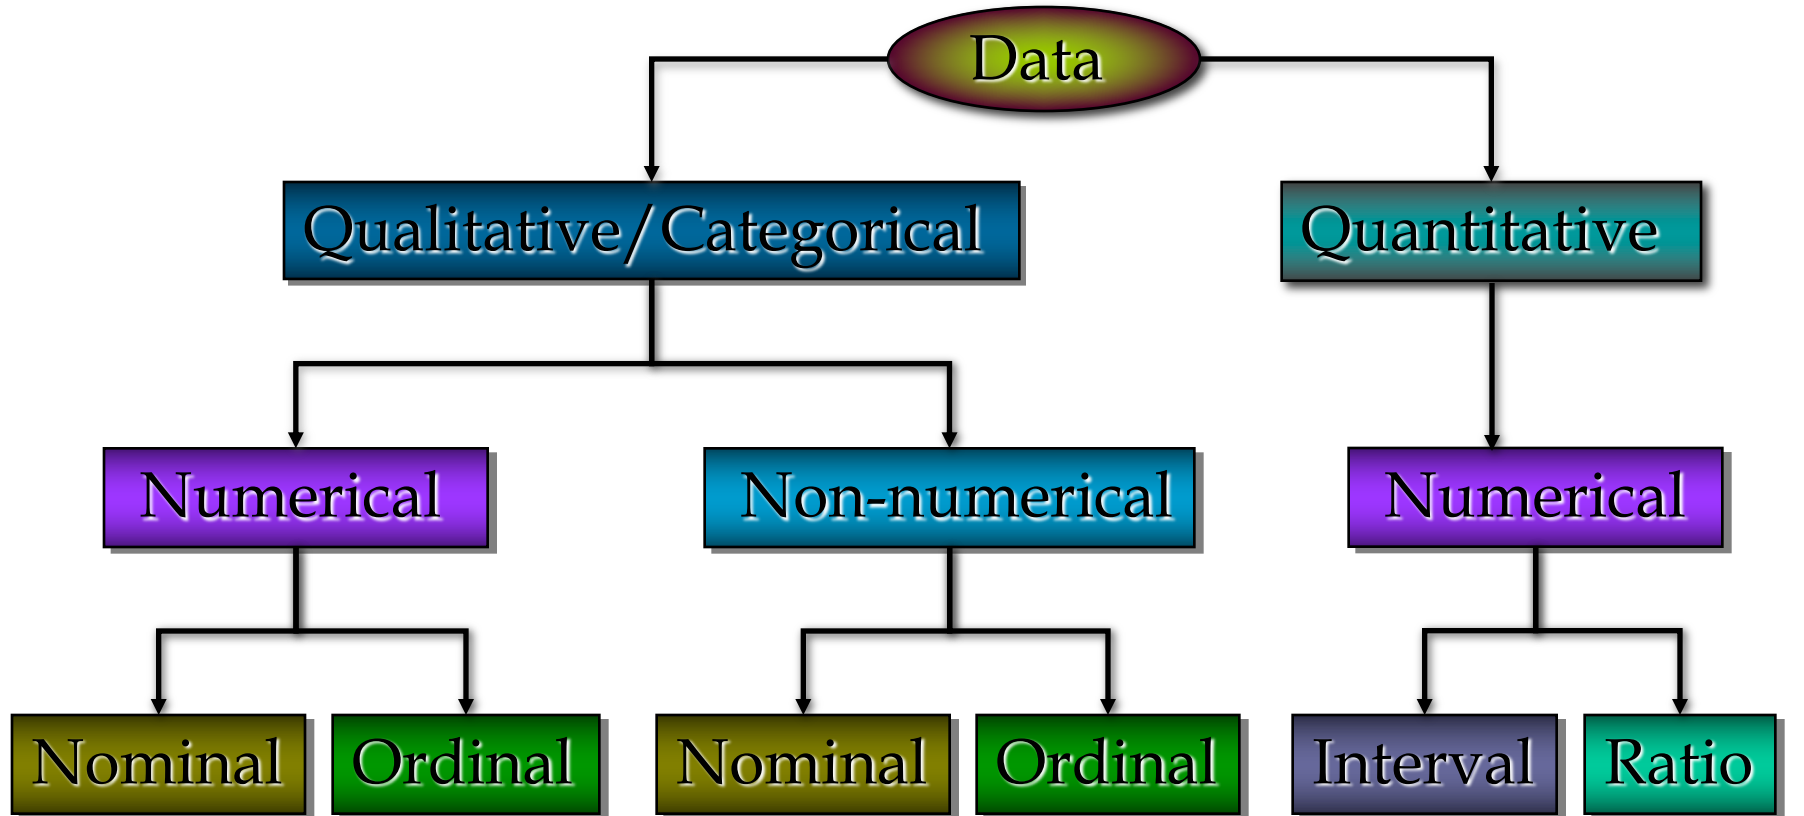 Data
Qualitative/Categorical
Quantitative
Numerical
Non-numerical
Numerical
Nominal
Ordinal
Nominal
Ordinal
Interval
Ratio